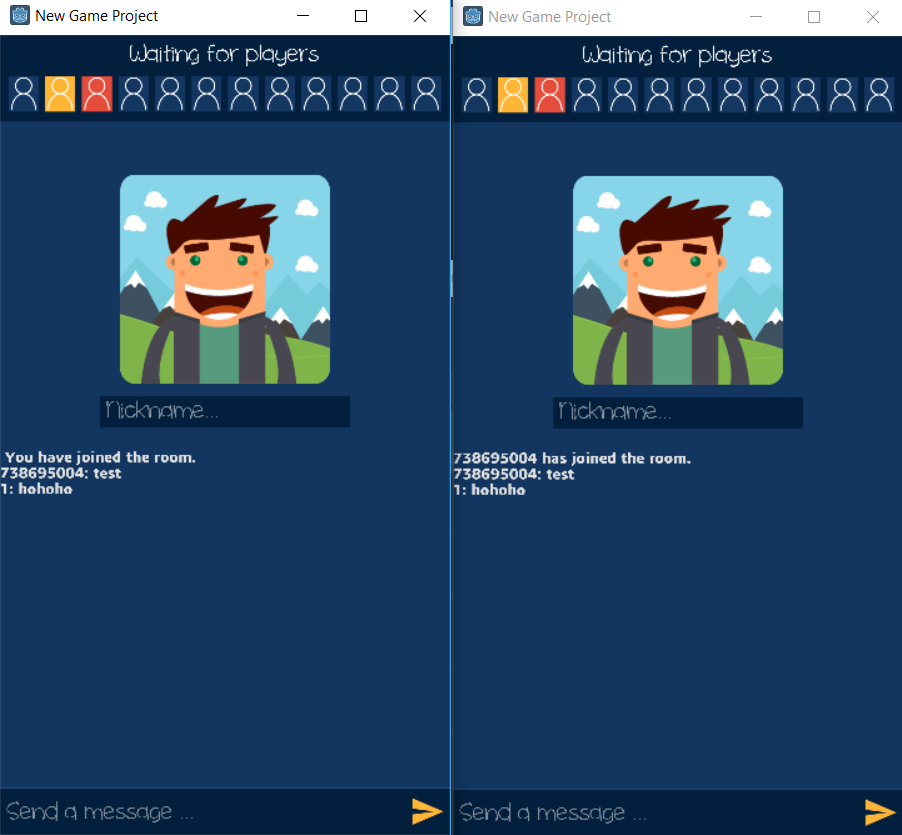 New Game Project
Waiting for players
Nickname...
You have joined the room.
738695004: test
1: hohoho
Send a message ...
New Game Project
Waiting for players
Nickname...
738695004 has joined the room.
738695004: test
1: hohoho
Send a message ...